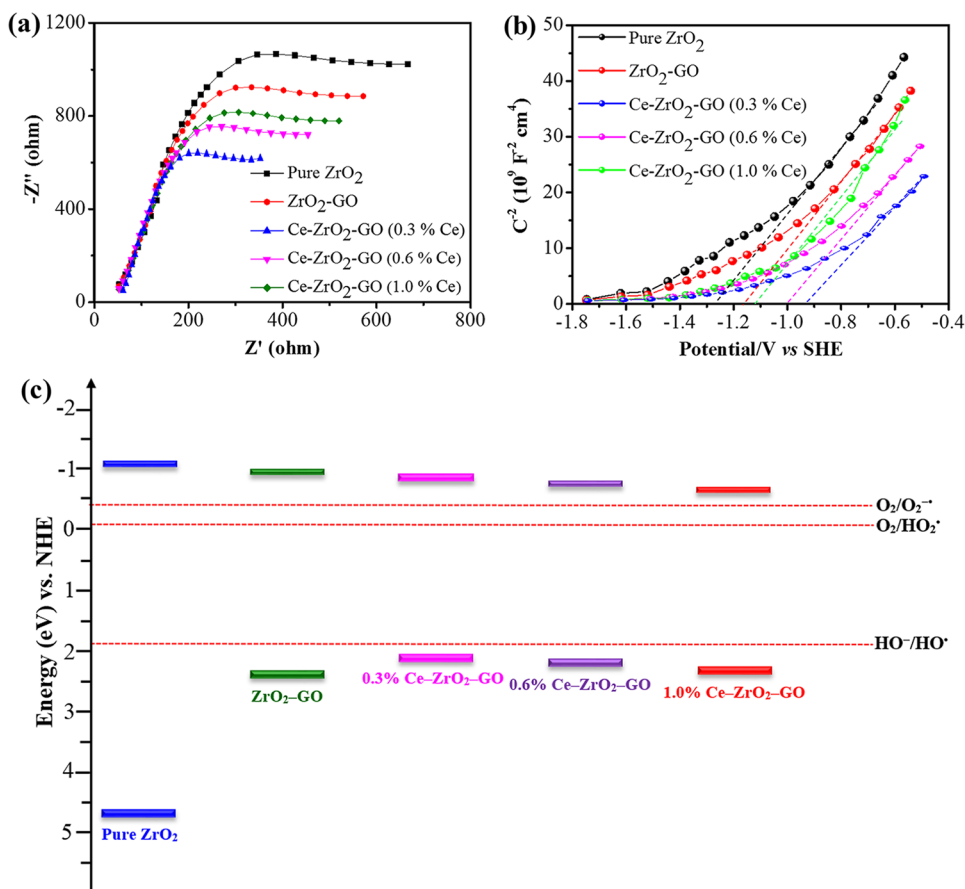 (a)
1200
800
400
0
-Z'' (ohm)
0
200
400
600
800
Z' (ohm)
Pure ZrO₂
ZrO₂-GO
Ce-ZrO₂-GO (0.3 % Ce)
Ce-ZrO₂-GO (0.6 % Ce)
Ce-ZrO₂-GO (1.0 % Ce)
(b)
50
40
30
20
10
0
C⁻² (10⁹ F⁻² cm⁴)
-1.8
-1.6
-1.4
-1.2
-1.0
-0.8
-0.6
-0.4
Potential/V vs SHE
Pure ZrO₂
ZrO₂-GO
Ce-ZrO₂-GO (0.3 % Ce)
Ce-ZrO₂-GO (0.6 % Ce)
Ce-ZrO₂-GO (1.0 % Ce)
(c)
Energy (eV) vs. NHE
-2
-1
0
1
2
3
4
5
O₂/O₂⁻•
O₂/HO₂•
HO⁻/HO•
ZrO₂–GO
0.3% Ce–ZrO₂–GO
0.6% Ce–ZrO₂–GO
1.0% Ce–ZrO₂–GO
Pure ZrO₂